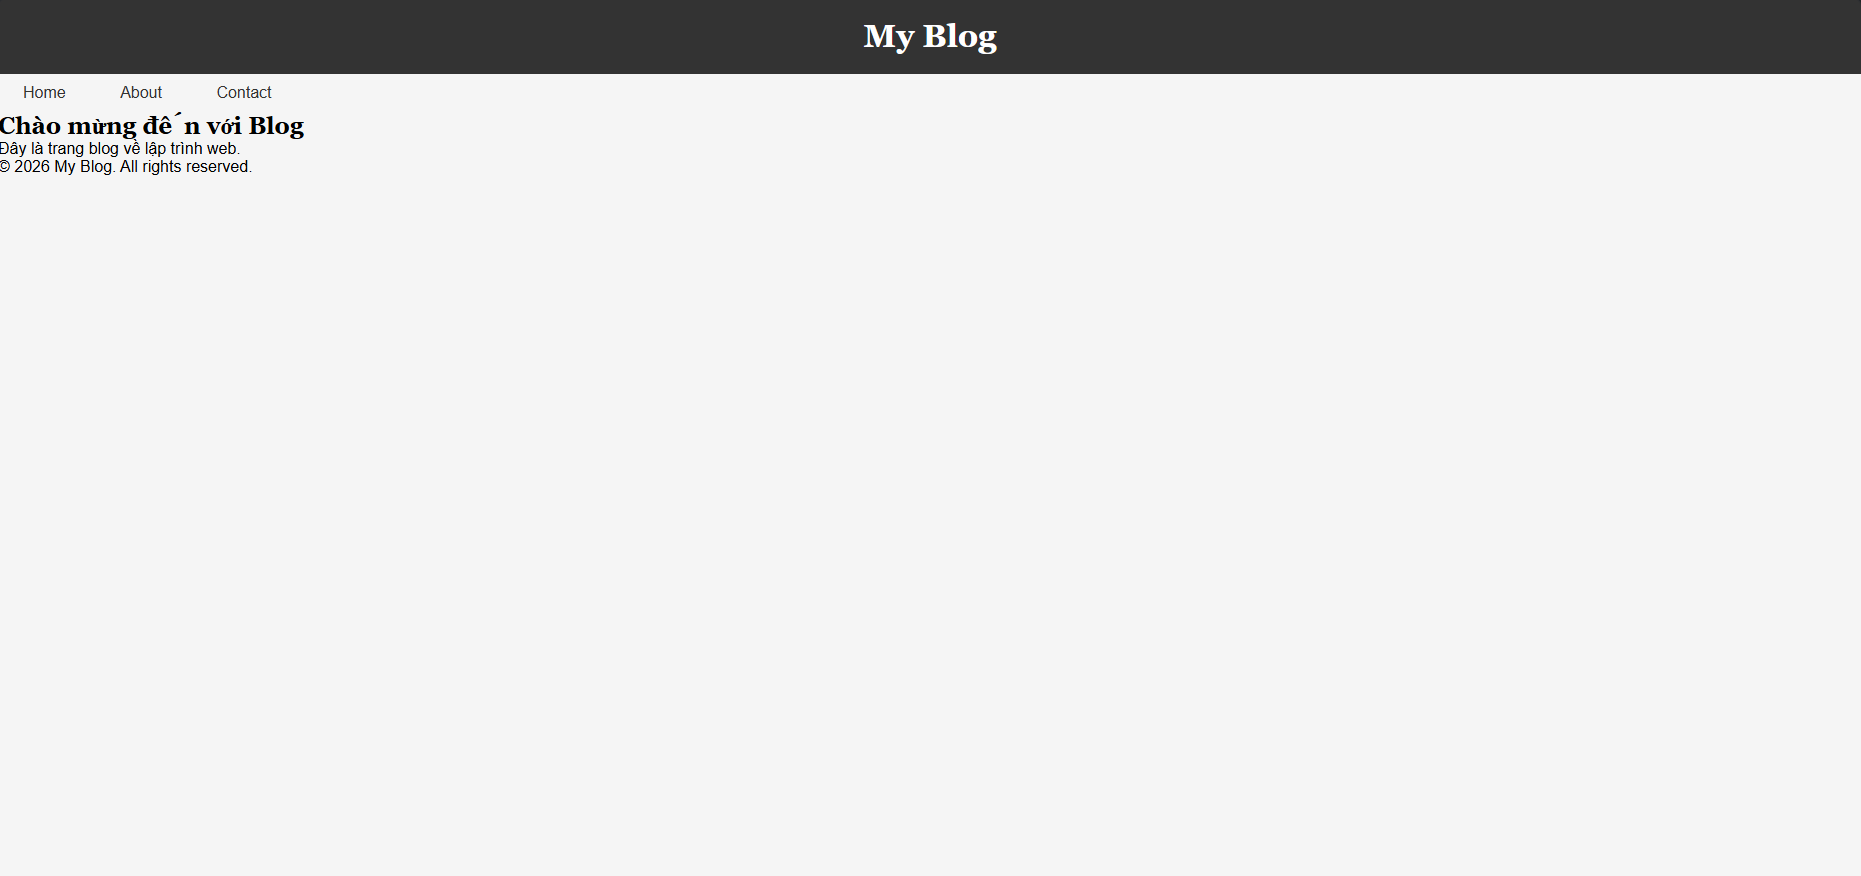 My Blog
Home About Contact
Chào mừng đến với Blog
Đây là trang blog về lập trình web.
© 2026 My Blog. All rights reserved.